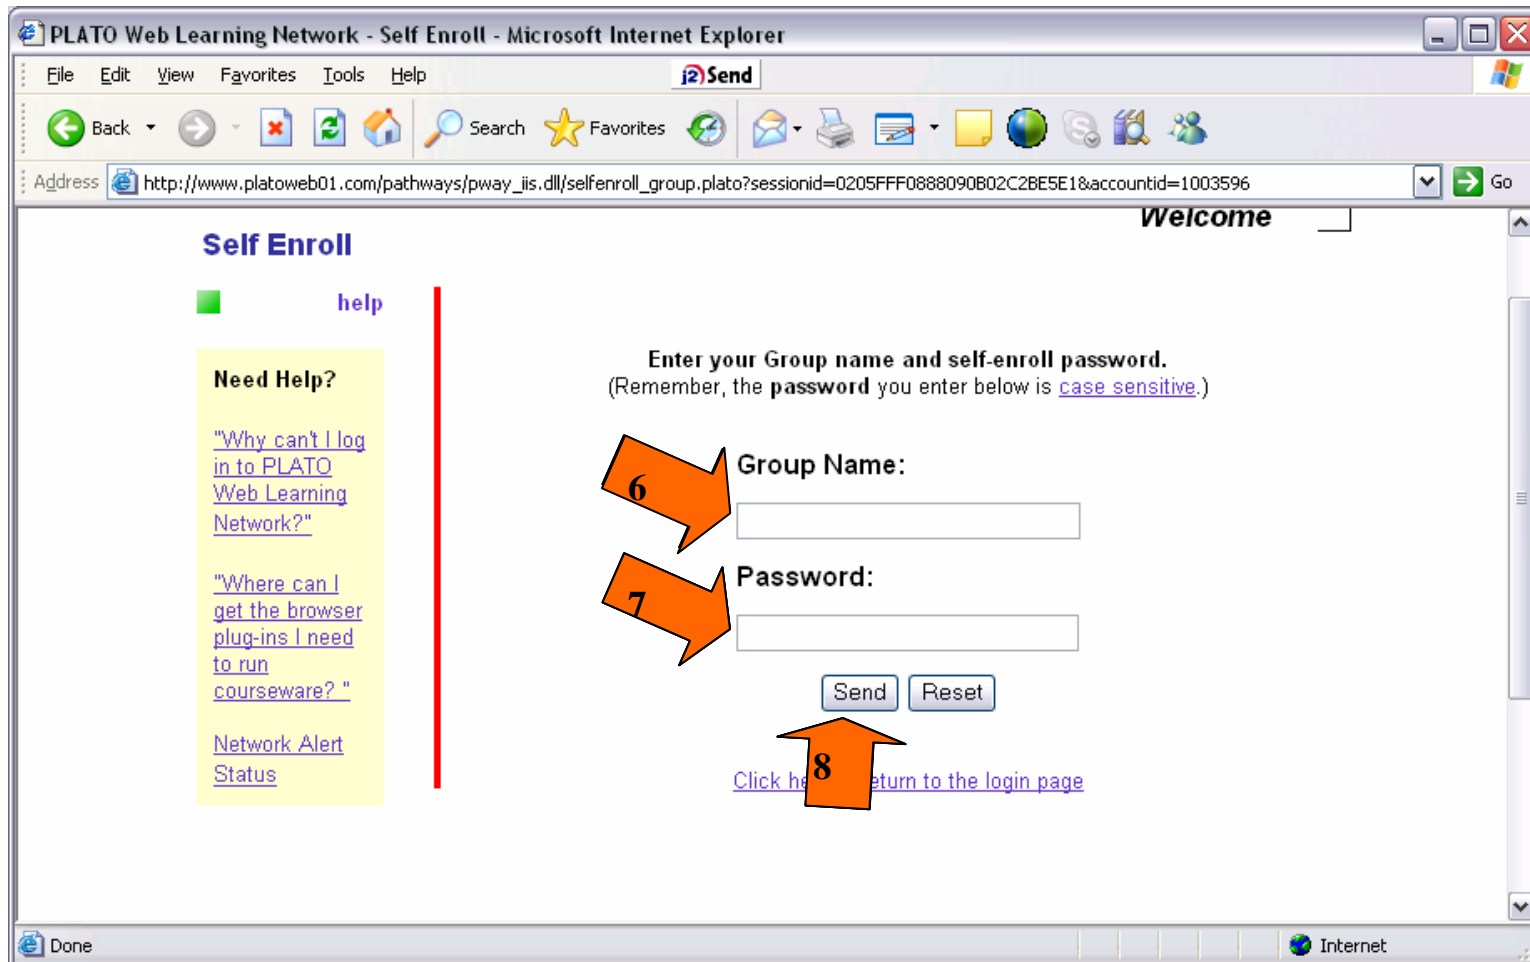 PLATO Web Learning Network - Self Enroll - Microsoft Internet Explorer
File Edit View Favorites Tools Help j2 Send
Back Search Favorites
Address http://www.platoweb01.com/pathways/pway_iis.dll/selfenroll_group.plato?sessionid=0205FFF0888090B02C2BE5E1&accountid=1003596 Go
Welcome
Self Enroll
help
Need Help?
"Why can't I log
in to PLATO
Web Learning
Network?"
"Where can I
get the browser
plug-ins I need
to run
courseware? "
Network Alert
Status
Enter your Group name and self-enroll password.
(Remember, the password you enter below is case sensitive.)
6
Group Name:
7
Password:
Send Reset
8
Click return to the login page
Done Internet